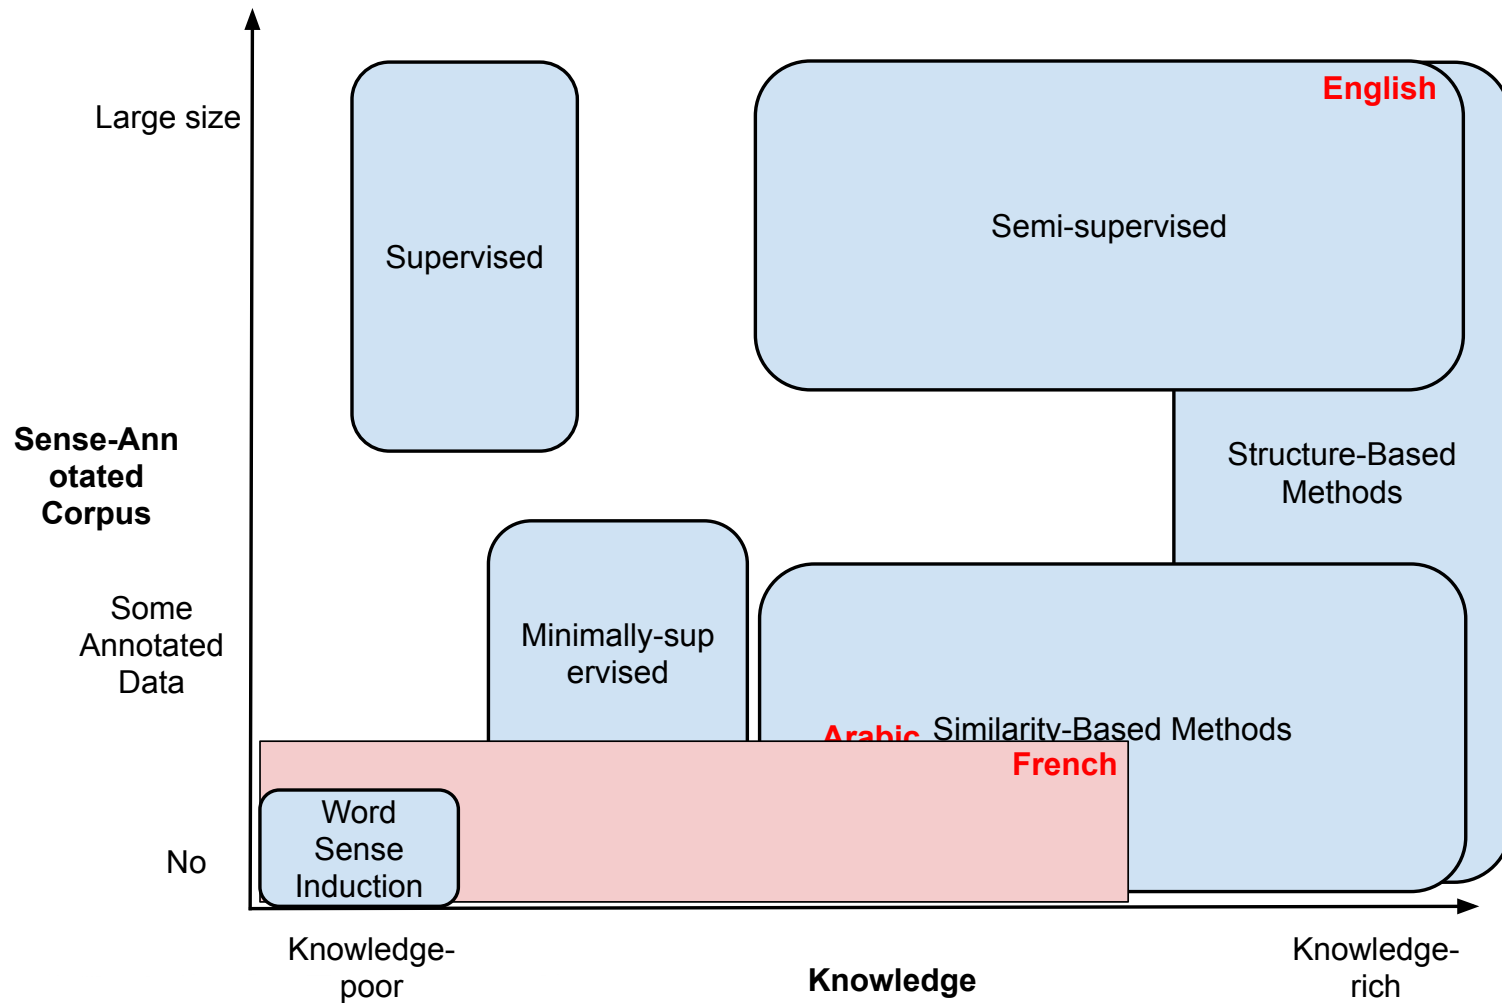 English
Large size
Semi-supervised
Supervised
Sense-Ann
otated
Corpus
Structure-Based
Methods
Some
Annotated
Data
Minimally-sup
ervised
Arabic
Similarity-Based Methods
French
Word
Sense
Induction
No
Knowledge-
poor
Knowledge
Knowledge-
rich